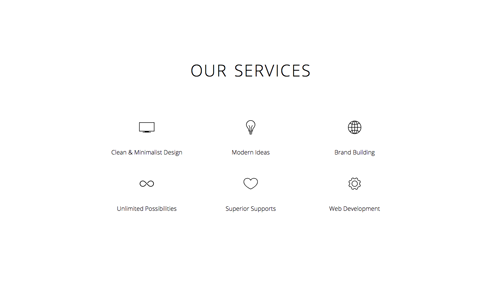 OUR SERVICES
Clean & Minimalist Design
Modern Ideas
Brand Building
Unlimited Possibilities
Superior Supports
Web Development